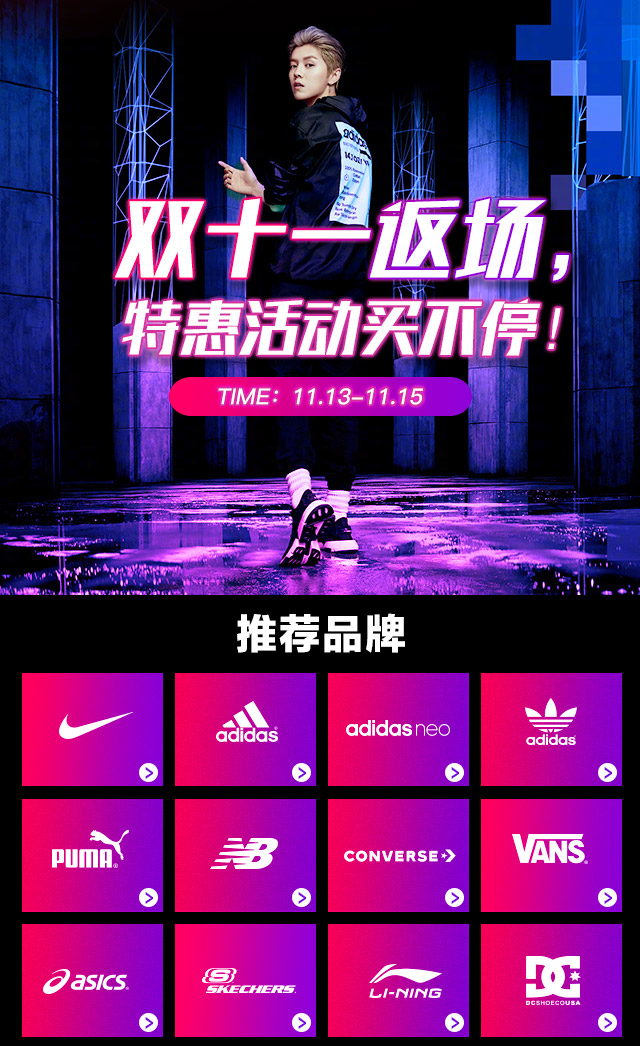 adidas
双十一返场，
特惠活动买不停！
TIME：11.13-11.15
推荐品牌
adidas
adidas neo
adidas
PUMA
NB
CONVERSE
VANS
asics
S
SKECHERS
LI-NING
DC
DCSHOECOUSA